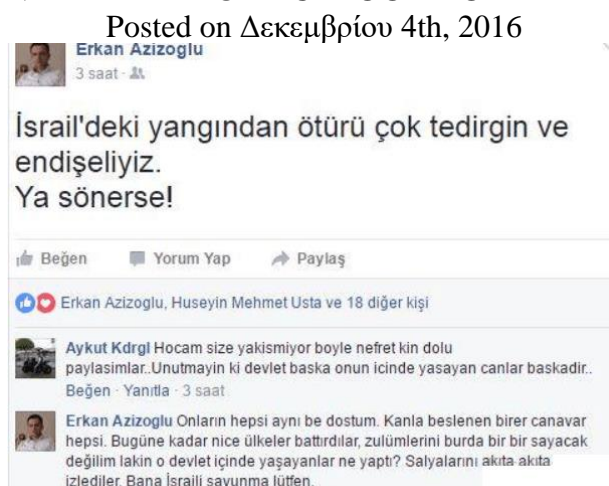 Posted on Δεκεμβρίου 4th, 2016
Erkan Azizoglu
3 saat ·
İsrail'deki yangından ötürü çok tedirgin ve
endişeliyiz.
Ya sönerse!
Beğen Yorum Yap Paylaş
Erkan Azizoglu, Huseyin Mehmet Usta ve 18 diğer kişi
Aykut Kdrgl Hocam size yakismiyor boyle nefret kin dolu
paylasimlar..Unutmayin ki devlet baska onun icinde yasayan canlar baskadir..
Beğen · Yanıtla · 3 saat
Erkan Azizoglu Onların hepsi aynı be dostum. Kanla beslenen birer canavar
hepsi. Bugüne kadar nice ülkeler battırdılar, zulümlerini burda bir bir sayacak
değilim lakin o devlet içinde yaşayanlar ne yaptı? Salyalarını akıta akıta
izlediler. Bana İsraili savunma lütfen.